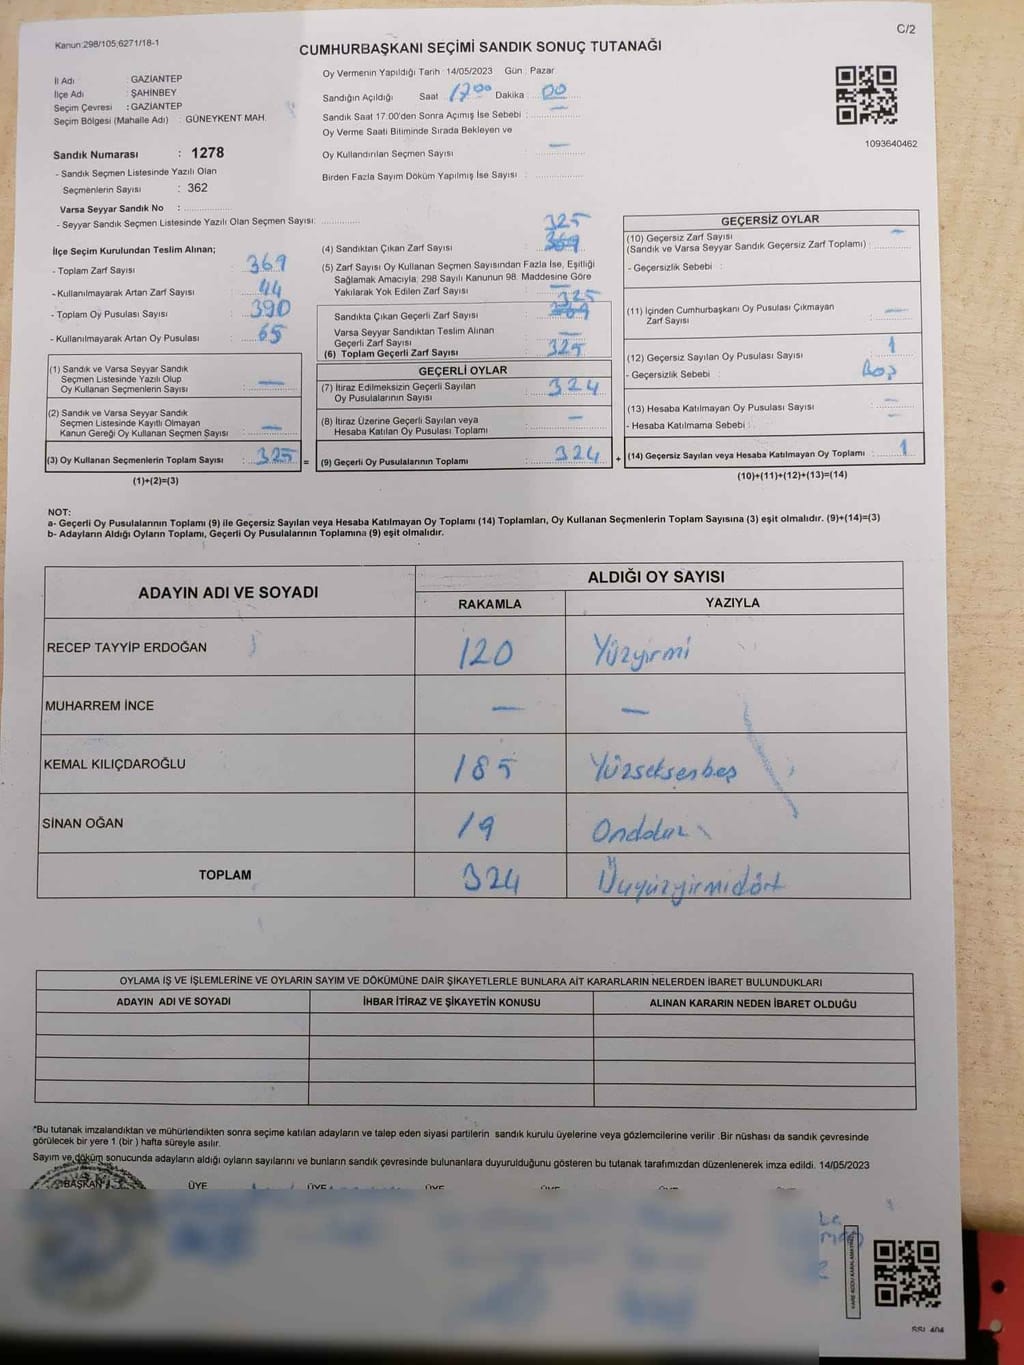 Kanun:298/105;6271/18-1
C/2
CUMHURBAŞKANI SEÇİMİ SANDIK SONUÇ TUTANAĞI
İl Adı : GAZİANTEP
İlçe Adı : ŞAHİNBEY
Seçim Çevresi : GAZİANTEP
Seçim Bölgesi (Mahalle Adı) : GÜNEYKENT MAH.
Sandık Numarası : 1278
- Sandık Seçmen Listesinde Yazılı Olan
Seçmenlerin Sayısı : 362
Varsa Seyyar Sandık No :
- Seyyar Sandık Seçmen Listesinde Yazılı Olan Seçmen Sayısı:
Oy Vermenin Yapıldığı Tarih : 14/05/2023 Gün : Pazar
Sandığın Açıldığı Saat 17:00 Dakika 00
Sandık Saat 17:00'den Sonra Açımış İse Sebebi : —
Oy Verme Saati Bitiminde Sırada Bekleyen ve
Oy Kullandırılan Seçmen Sayısı : —
Birden Fazla Sayım Döküm Yapılmış İse Sayısı :
1093640462
İlçe Seçim Kurulundan Teslim Alınan;
- Toplam Zarf Sayısı : 369
- Kullanılmayarak Artan Zarf Sayısı : 44
- Toplam Oy Pusulası Sayısı : 390
- Kullanılmayarak Artan Oy Pusulası : 65
(1) Sandık ve Varsa Seyyar Sandık
Seçmen Listesinde Yazılı Olup
Oy Kullanan Seçmenlerin Sayısı : —
(2) Sandık ve Varsa Seyyar Sandık
Seçmen Listesinde Kayıtlı Olmayan
Kanun Gereği Oy Kullanan Seçmen Sayısı : —
(3) Oy Kullanan Seçmenlerin Toplam Sayısı : 325 =
(1)+(2)=(3)
325
(4) Sandıktan Çıkan Zarf Sayısı : 369
(5) Zarf Sayısı Oy Kullanan Seçmen Sayısından Fazla İse, Eşitliği
Sağlamak Amacıyla; 298 Sayılı Kanunun 98. Maddesine Göre
Yakılarak Yok Edilen Zarf Sayısı : —
325
Sandıkta Çıkan Geçerli Zarf Sayısı : 369
Varsa Seyyar Sandıktan Teslim Alınan
Geçerli Zarf Sayısı : —
(6) Toplam Geçerli Zarf Sayısı : 325
GEÇERLİ OYLAR
(7) İtiraz Edilmeksizin Geçerli Sayılan
Oy Pusulalarının Sayısı : 324
(8) İtiraz Üzerine Geçerli Sayılan veya
Hesaba Katılan Oy Pusulası Toplamı : —
(9) Geçerli Oy Pusulalarının Toplamı : 324 +
GEÇERSİZ OYLAR
(10) Geçersiz Zarf Sayısı
(Sandık ve Varsa Seyyar Sandık Geçersiz Zarf Toplamı) : —
- Geçersizlik Sebebi :
(11) İçinden Cumhurbaşkanı Oy Pusulası Çıkmayan
Zarf Sayısı : —
(12) Geçersiz Sayılan Oy Pusulası Sayısı : 1
- Geçersizlik Sebebi : Boş
(13) Hesaba Katılmayan Oy Pusulası Sayısı : —
- Hesaba Katılmama Sebebi : —
(14) Geçersiz Sayılan veya Hesaba Katılmayan Oy Toplamı : 1
(10)+(11)+(12)+(13)=(14)
NOT:
a- Geçerli Oy Pusulalarının Toplamı (9) ile Geçersiz Sayılan veya Hesaba Katılmayan Oy Toplamı (14) Toplamları, Oy Kullanan Seçmenlerin Toplam Sayısına (3) eşit olmalıdır. (9)+(14)=(3)
b- Adayların Aldığı Oyların Toplamı, Geçerli Oy Pusulalarının Toplamına (9) eşit olmalıdır.
ADAYIN ADI VE SOYADI ALDIĞI OY SAYISI
RAKAMLA YAZIYLA
RECEP TAYYİP ERDOĞAN 120 Yüzyirmi
MUHARREM İNCE — —
KEMAL KILIÇDAROĞLU 185 Yüzseksenbeş
SİNAN OĞAN 19 Ondokuz
TOPLAM 324 Üçyüzyirmidört
OYLAMA İŞ VE İŞLEMLERİNE VE OYLARIN SAYIM VE DÖKÜMÜNE DAİR ŞİKAYETLERLE BUNLARA AİT KARARLARIN NELERDEN İBARET BULUNDUKLARI
ADAYIN ADI VE SOYADI İHBAR İTİRAZ VE ŞİKAYETİN KONUSU ALINAN KARARIN NEDEN İBARET OLDUĞU
*Bu tutanak imzalandıktan ve mühürlendikten sonra seçime katılan adayların ve talep eden siyasi partilerin sandık kurulu üyelerine veya gözlemcilerine verilir .Bir nüshası da sandık çevresinde
görülecek bir yere 1 (bir ) hafta süreyle asılır.
Sayım ve döküm sonucunda adayların aldığı oyların sayılarını ve bunların sandık çevresinde bulunanlara duyurulduğunu gösteren bu tutanak tarafımızdan düzenlenerek imza edildi. 14/05/2023
BAŞKAN ÜYE ÜYE ÜYE ÜYE ÜYE ÜYE